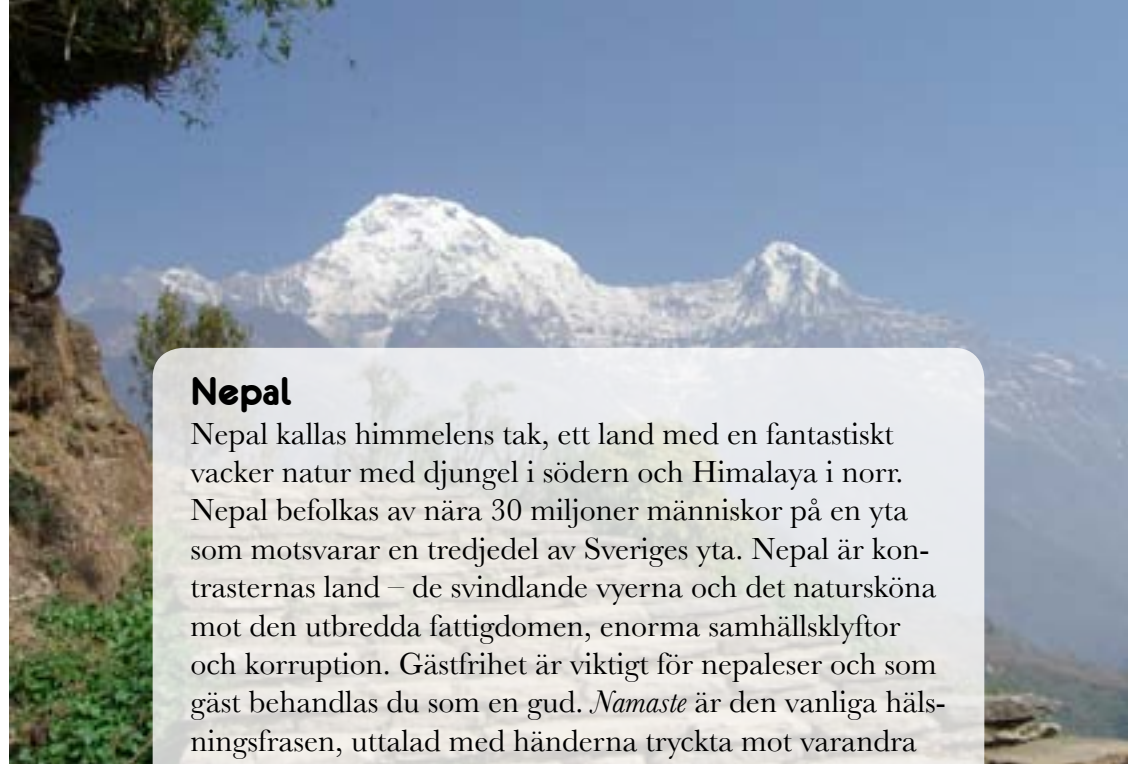 Nepal
Nepal kallas himmelens tak, ett land med en fantastiskt
vacker natur med djungel i södern och Himalaya i norr.
Nepal befolkas av nära 30 miljoner människor på en yta
som motsvarar en tredjedel av Sveriges yta. Nepal är kon-
trasternas land – de svindlande vyerna och det natursköna
mot den utbredda fattigdomen, enorma samhällsklyftor
och korruption. Gästfrihet är viktigt för nepaleser och som
gäst behandlas du som en gud. Namaste är den vanliga häls-
ningsfrasen, uttalad med händerna tryckta mot varandra